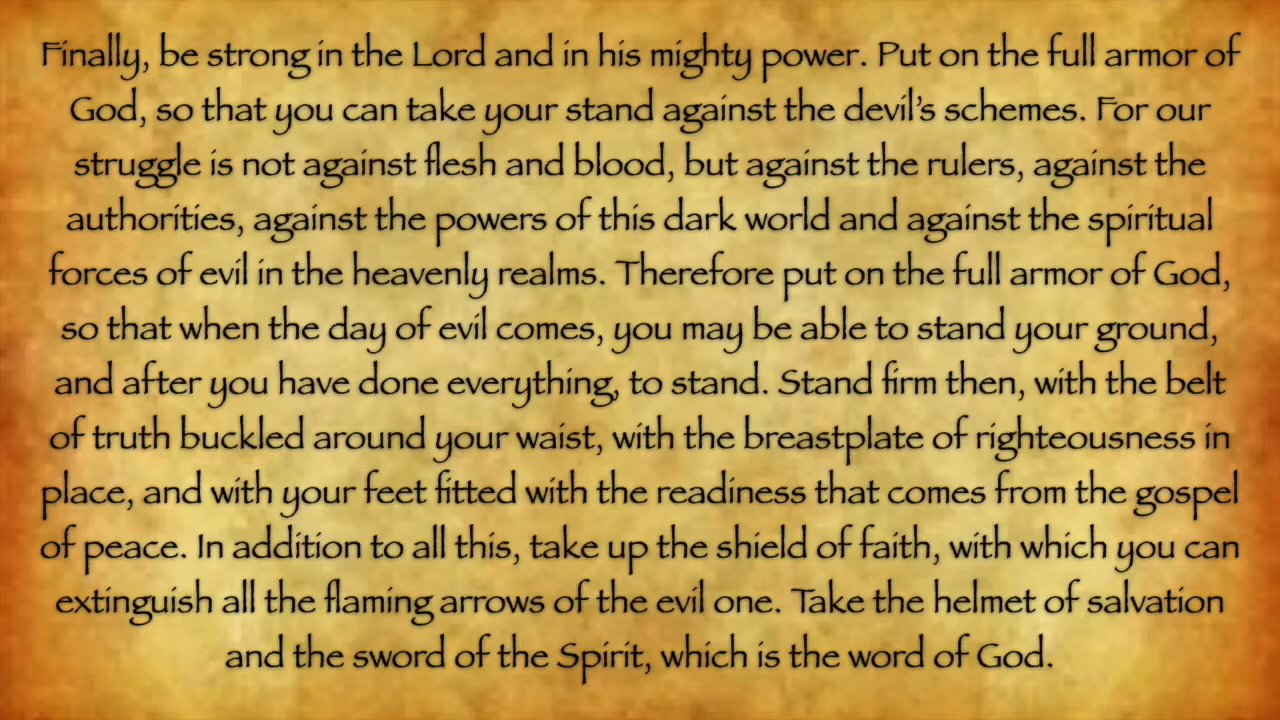 Finally, be strong in the Lord and in his mighty power. Put on the full armor of
God, so that you can take your stand against the devil’s schemes. For our
struggle is not against flesh and blood, but against the rulers, against the
authorities, against the powers of this dark world and against the spiritual
forces of evil in the heavenly realms. Therefore put on the full armor of God,
so that when the day of evil comes, you may be able to stand your ground,
and after you have done everything, to stand. Stand firm then, with the belt
of truth buckled around your waist, with the breastplate of righteousness in
place, and with your feet fitted with the readiness that comes from the gospel
of peace. In addition to all this, take up the shield of faith, with which you can
extinguish all the flaming arrows of the evil one. Take the helmet of salvation
and the sword of the Spirit, which is the word of God.